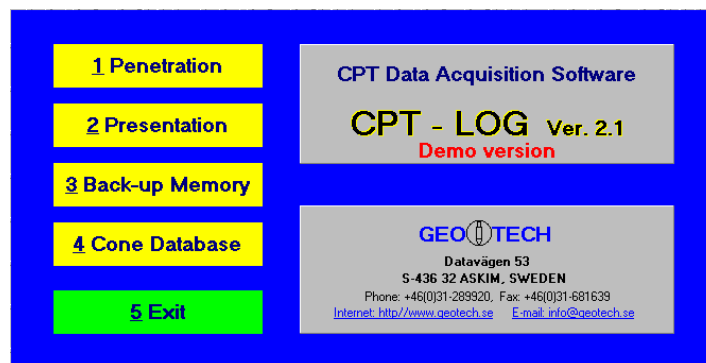 1 Penetration
2 Presentation
3 Back-up Memory
4 Cone Database
5 Exit
CPT Data Acquisition Software
CPT - LOG Ver. 2.1
Demo version
GEOTECH
Datavägen 53
S-436 32 ASKIM, SWEDEN
Phone: +46(0)31-289920, Fax: +46(0)31-681639
Internet: http//www.geotech.se E-mail: info@geotech.se